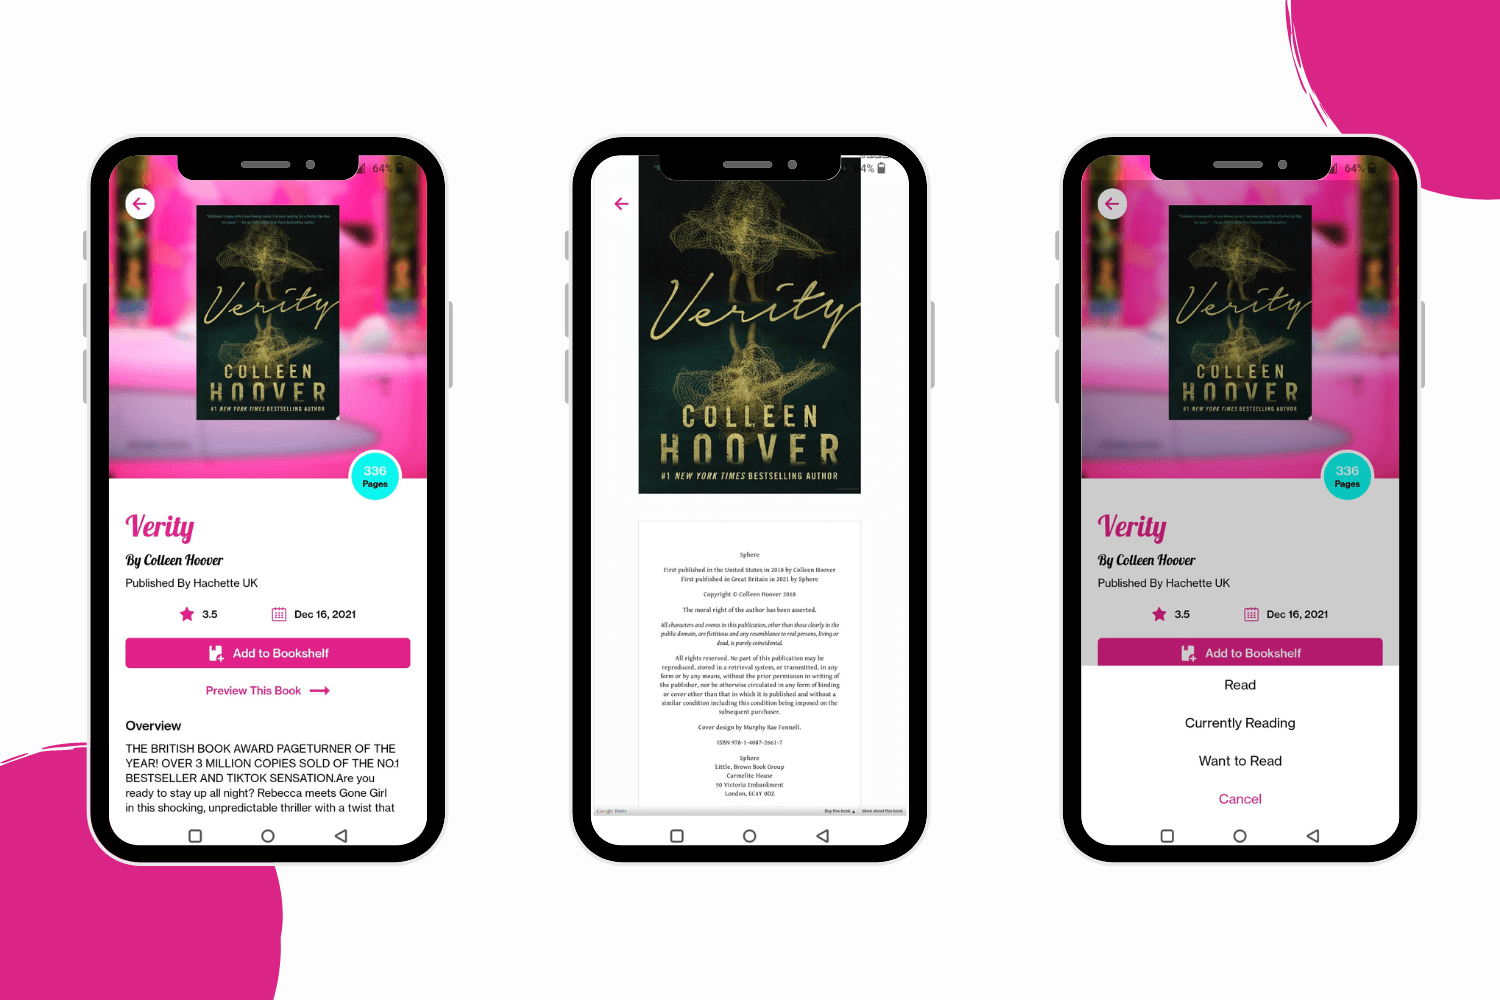 64%
"Goldilocks creepy with a true Hoover
Verity
COLLEEN
HOOVER
#1 NEW YORK TIMES BESTSELLING AUTHOR
336
Pages
Verity
By Colleen Hoover
Published By Hachette UK
3.5
Dec 16, 2021
Add to Bookshelf
Preview This Book
Overview
THE BRITISH BOOK AWARD PAGETURNER OF THE
YEAR! OVER 3 MILLION COPIES SOLD OF THE NO.1
BESTSELLER AND TIKTOK SENSATION.Are you
ready to stay up all night? Rebecca meets Gone Girl
in this shocking, unpredictable thriller with a twist that
4%
Verity
COLLEEN
HOOVER
#1 NEW YORK TIMES BESTSELLING AUTHOR
Sphere
First published in the United States in 2018 by Colleen Hoover
First published in Great Britain in 2021 by Sphere
Copyright © Colleen Hoover 2018
The moral right of the author has been asserted.
All characters and events in this publication, other than those clearly in the
public domain, are fictitious and any resemblance to real persons, living or
dead, is purely coincidental.
All rights reserved. No part of this publication may be
reproduced, stored in a retrieval system, or transmitted, in any
form or by any means, without the prior permission in writing of
the publisher, nor be otherwise circulated in any form of binding
or cover other than that in which it is published and without a
similar condition including this condition being imposed on the
subsequent purchaser.
Cover design by Murphy Rae Fennell.
ISBN 978-1-4087-2661-7
Sphere
Little, Brown Book Group
Carmelite House
50 Victoria Embankment
London, EC4Y 0DZ
Google Books
Buy this book
More about this book
64%
Verity
COLLEEN
HOOVER
#1 NEW YORK TIMES BESTSELLING AUTHOR
336
Pages
Verity
By Colleen Hoover
Published By Hachette UK
3.5
Dec 16, 2021
Add to Bookshelf
Read
Currently Reading
Want to Read
Cancel